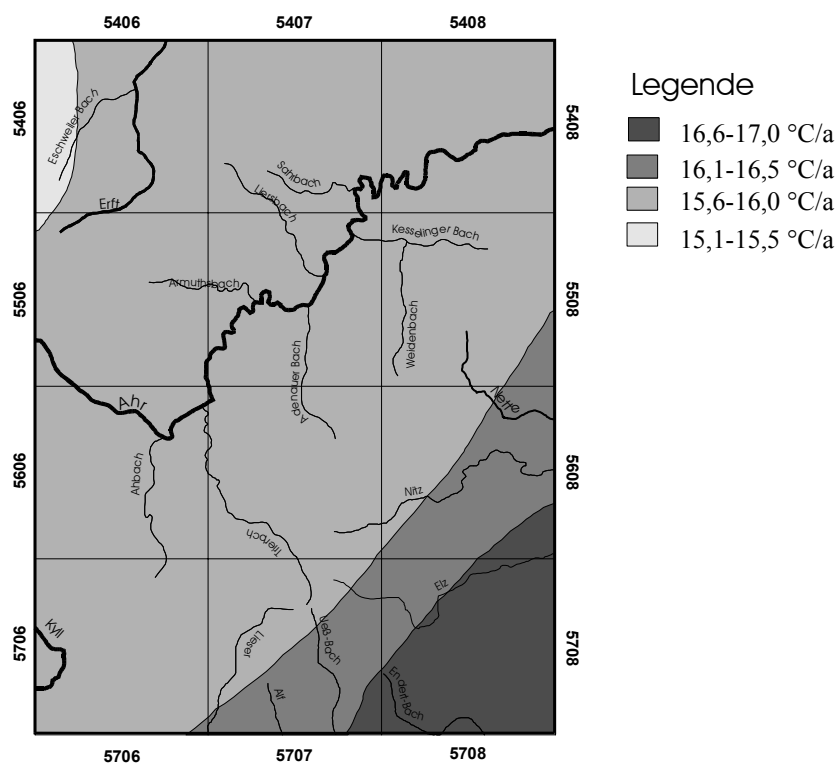 5406
5407
5408
5406
5408
Legende
16,6-17,0 °C/a
16,1-16,5 °C/a
15,6-16,0 °C/a
15,1-15,5 °C/a
Eschweiler Bach
Erft
Sahrbach
Liersbach
Kesselinger Bach
5506
5508
Armuthsbach
Adenauer Bach
Weidenbach
Nette
Ahr
5606
5608
Ahbach
Nitz
Trierbach
Elz
5706
5708
Kyll
Lieser
Ueß-Bach
Alf
Endert-Bach
5706
5707
5708